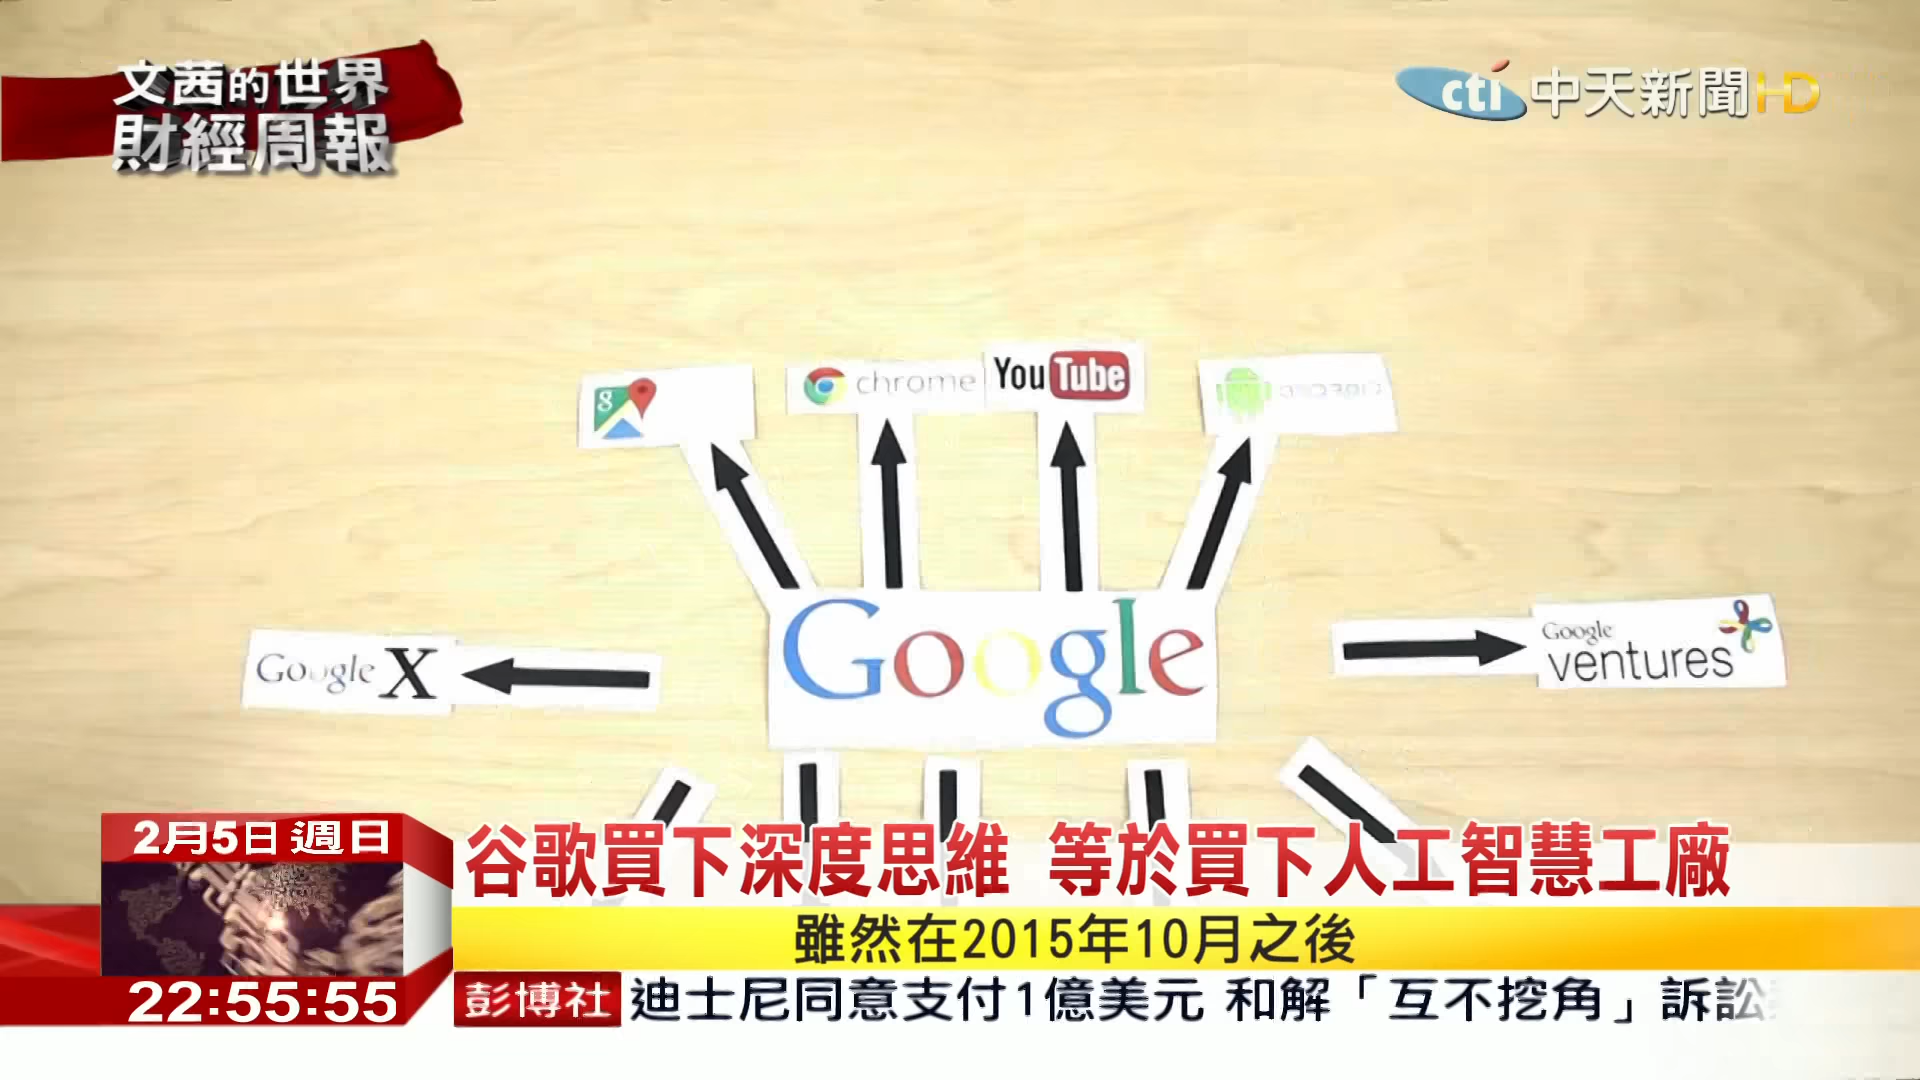 文茜的世界
財經周報
cti 中天新聞HD
g
chrome
YouTube
Google X
Google
Google
ventures
谷歌買下深度思維 等於買下人工智慧工廠
雖然在2015年10月之後
2月5日 週日
22:55:55
彭博社 迪士尼同意支付1億美元 和解「互不挖角」訴訟